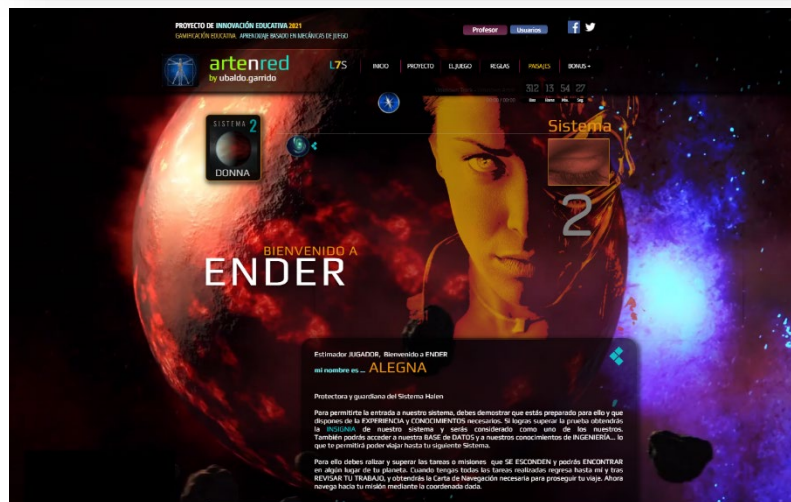 PROYECTO DE INNOVACIÓN EDUCATIVA 2021
GAMIFICACIÓN EDUCATIVA APRENDIZAJE BASADO EN MECÁNICAS DE JUEGO
Profesor
Usuarios
artenred
by ubaldo.garrido
L7S
INICIO
PROYECTO
EL JUEGO
REGLAS
PAISAJES
BONUS
312 13 54 27
SISTEMA 2
DONNA
Sistema
2
BIENVENIDO A
ENDER
Estimador JUGADOR, Bienvenido a ENDER
mi nombre es ... ALEGNA
Protectora y guardiana del Sistema Halen
Para permitirte la entrada a nuestro sistema, debes demostrar que estás preparado para ello y que
dispones de la EXPERIENCIA y CONOCIMIENTOS necesarios. Si logras superar la prueba obtendrás
la INSIGNIA de nuestro sistema y serás considerado como uno de los nuestros.
También podrás acceder a nuestra BASE de DATOS y a nuestros conocimientos de INGENIERÍA... lo
que te permitirá poder viajar hasta tu siguiente Sistema.
Para ello debes ralizar y superar las tareas o misiones que SE ESCONDEN y podrás ENCONTRAR
en algún lugar de tu planeta. Cuando tengas todas las tareas realizadas regresa hasta mí y tras
REVISAR TU TRABAJO, y obtendrás la Carta de Navegación necesaria para proseguir tu viaje. Ahora
navega hacia tu misión mediante la coordenada dada.